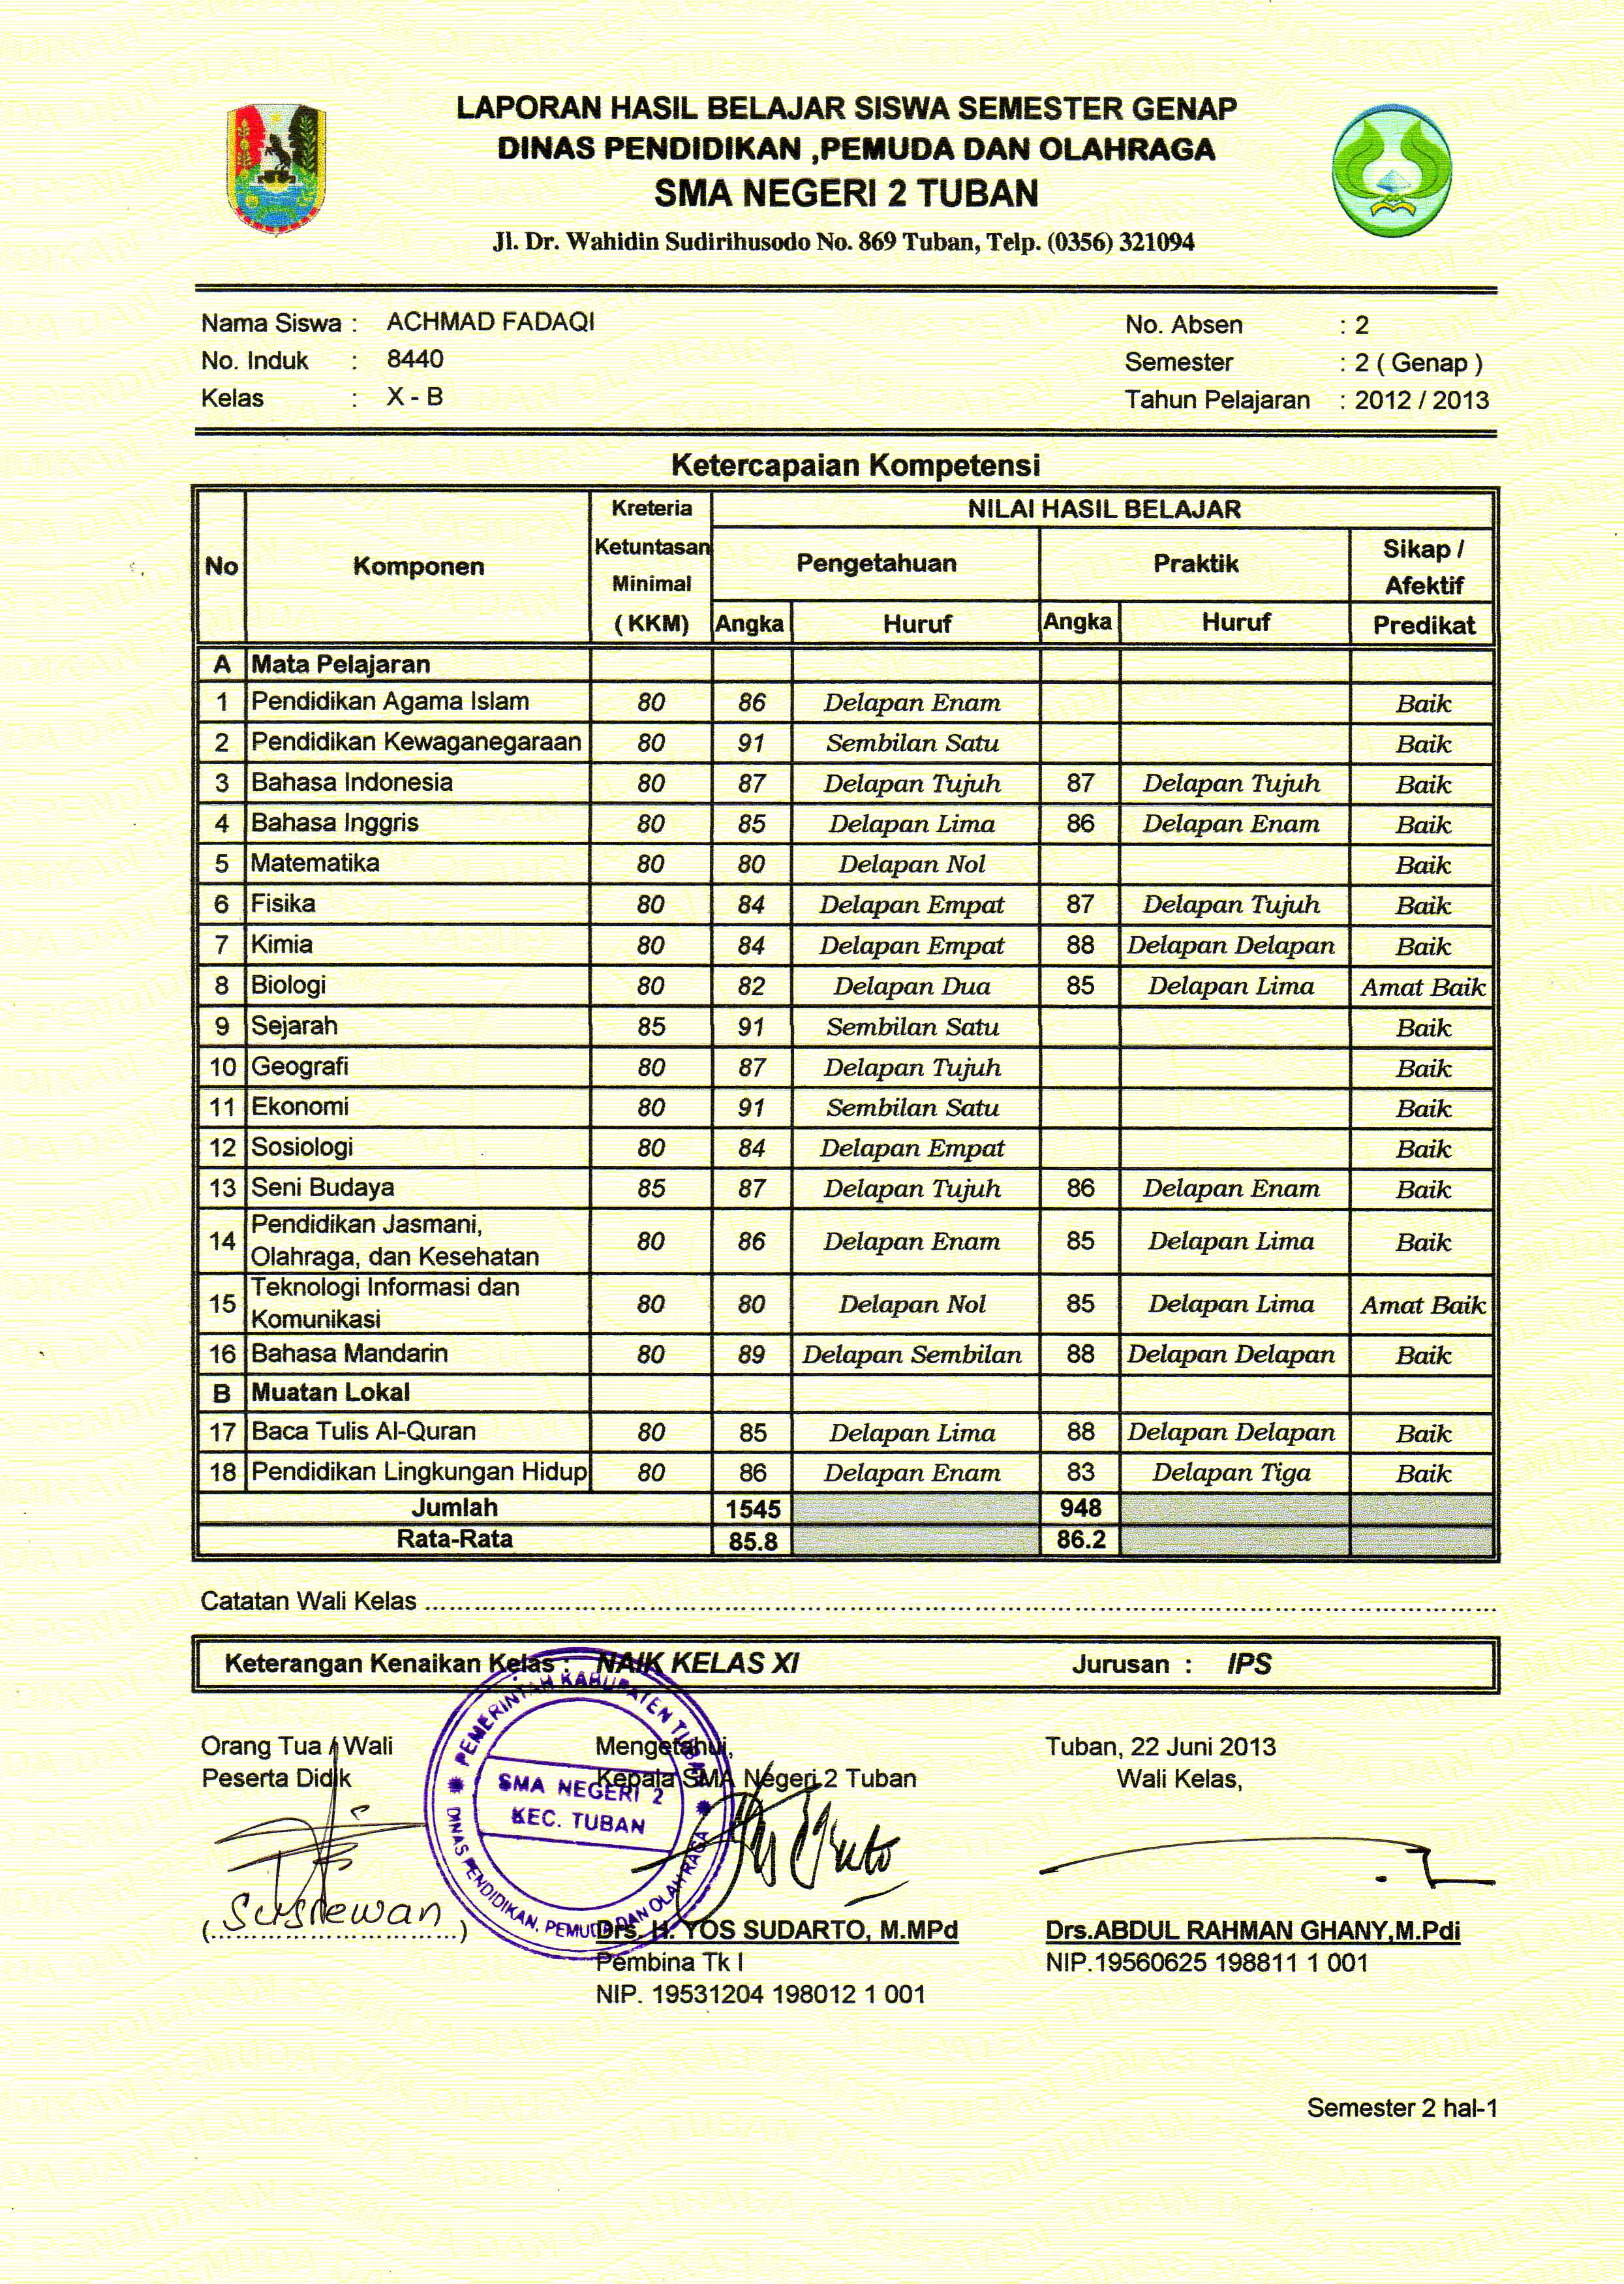 LAPORAN HASIL BELAJAR SISWA SEMESTER GENAP
DINAS PENDIDIKAN ,PEMUDA DAN OLAHRAGA
SMA NEGERI 2 TUBAN
Jl. Dr. Wahidin Sudirihusodo No. 869 Tuban, Telp. (0356) 321094
Nama Siswa : ACHMAD FADAQI No. Absen : 2
No. Induk : 8440 Semester : 2 ( Genap )
Kelas : X - B Tahun Pelajaran : 2012 / 2013
Ketercapaian Kompetensi
No Komponen Kreteria Ketuntasan Minimal ( KKM) NILAI HASIL BELAJAR
Pengetahuan Praktik Sikap / Afektif
Angka Huruf Angka Huruf Predikat
A Mata Pelajaran
1 Pendidikan Agama Islam 80 86 Delapan Enam Baik
2 Pendidikan Kewaganegaraan 80 91 Sembilan Satu Baik
3 Bahasa Indonesia 80 87 Delapan Tujuh 87 Delapan Tujuh Baik
4 Bahasa Inggris 80 85 Delapan Lima 86 Delapan Enam Baik
5 Matematika 80 80 Delapan Nol Baik
6 Fisika 80 84 Delapan Empat 87 Delapan Tujuh Baik
7 Kimia 80 84 Delapan Empat 88 Delapan Delapan Baik
8 Biologi 80 82 Delapan Dua 85 Delapan Lima Amat Baik
9 Sejarah 85 91 Sembilan Satu Baik
10 Geografi 80 87 Delapan Tujuh Baik
11 Ekonomi 80 91 Sembilan Satu Baik
12 Sosiologi 80 84 Delapan Empat Baik
13 Seni Budaya 85 87 Delapan Tujuh 86 Delapan Enam Baik
14 Pendidikan Jasmani, Olahraga, dan Kesehatan 80 86 Delapan Enam 85 Delapan Lima Baik
15 Teknologi Informasi dan Komunikasi 80 80 Delapan Nol 85 Delapan Lima Amat Baik
16 Bahasa Mandarin 80 89 Delapan Sembilan 88 Delapan Delapan Baik
B Muatan Lokal
17 Baca Tulis Al-Quran 80 85 Delapan Lima 88 Delapan Delapan Baik
18 Pendidikan Lingkungan Hidup 80 86 Delapan Enam 83 Delapan Tiga Baik
Jumlah 1545 948
Rata-Rata 85.8 86.2
Catatan Wali Kelas
Keterangan Kenaikan Kelas : NAIK KELAS XI Jurusan : IPS
PEMERINTAH KABUPATEN TUBAN
SMA NEGERI 2
KEC. TUBAN
DINAS PENDIDIKAN, PEMUDA DAN OLAH RAGA
Orang Tua / Wali Mengetahui, Tuban, 22 Juni 2013
Peserta Didik Kepala SMA Negeri 2 Tuban Wali Kelas,
Drs. H. YOS SUDARTO, M.MPd Drs.ABDUL RAHMAN GHANY,M.Pdi
Pembina Tk I NIP.19560625 198811 1 001
NIP. 19531204 198012 1 001
Semester 2 hal-1